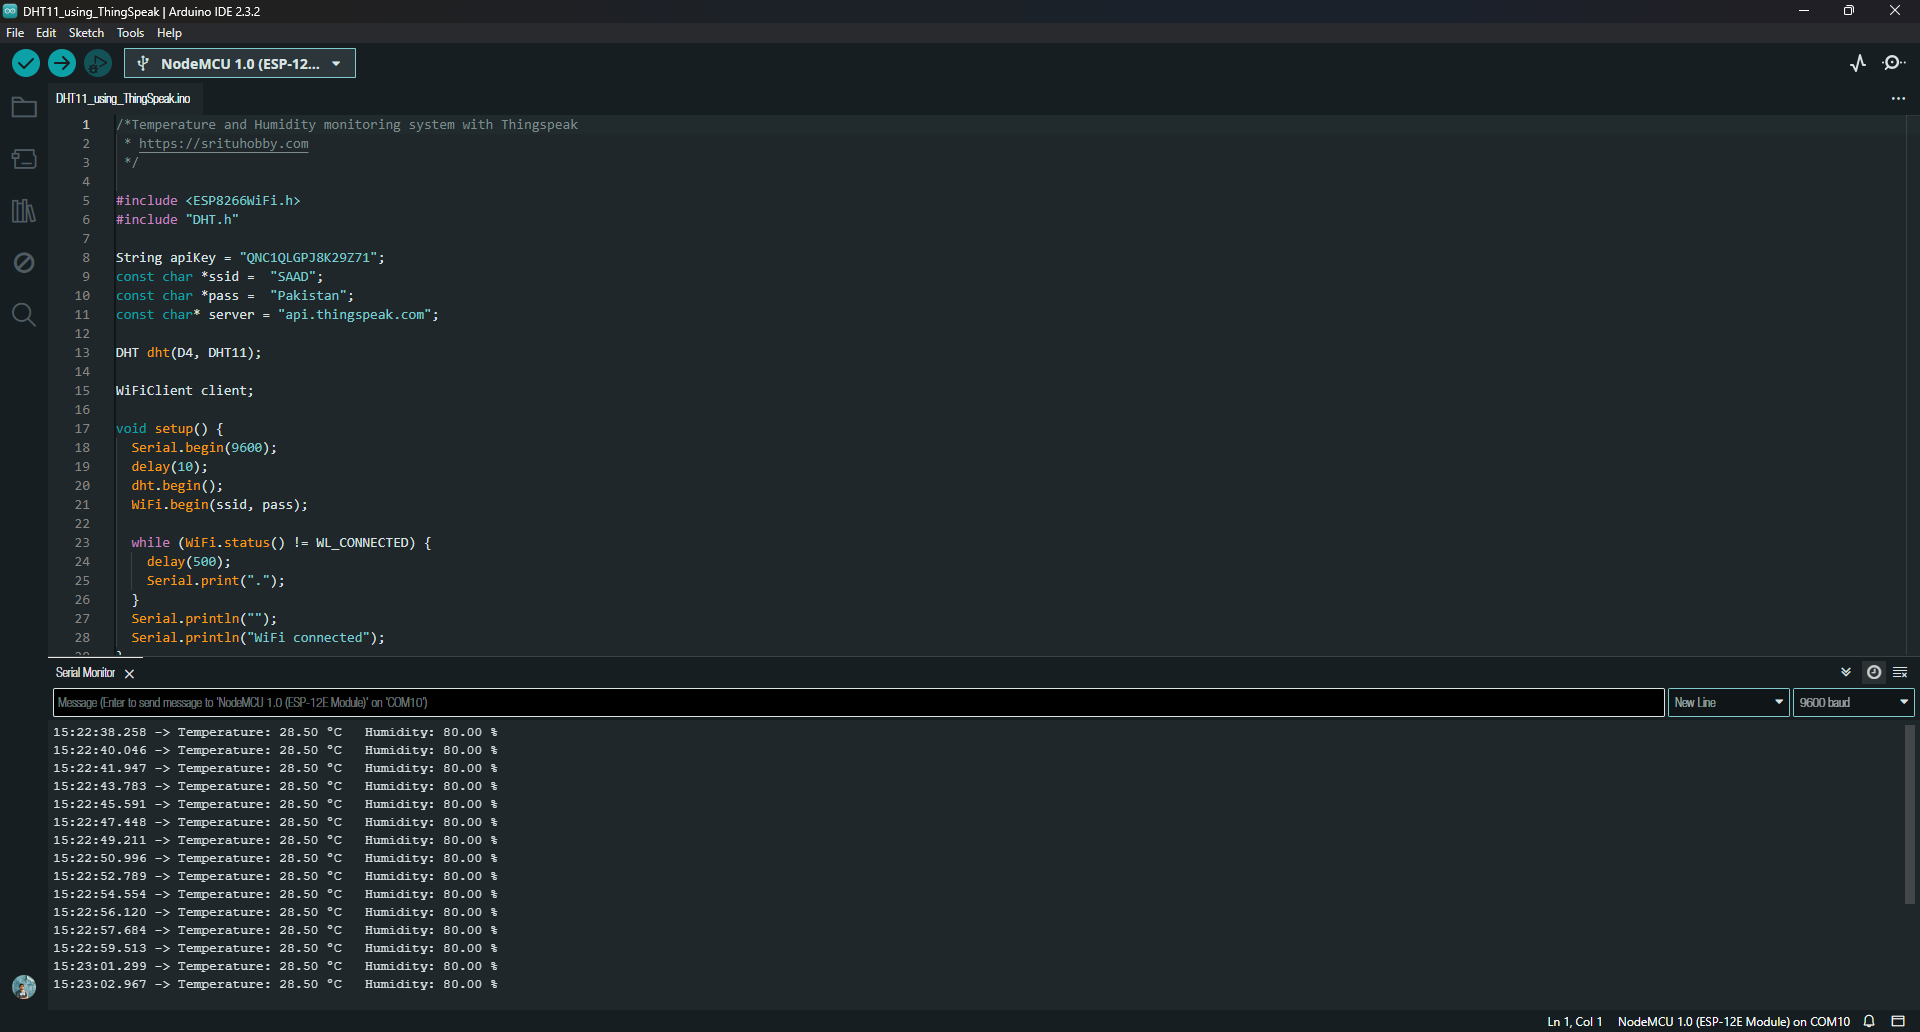 DHT11_using_ThingSpeak | Arduino IDE 2.3.2
File Edit Sketch Tools Help
NodeMCU 1.0 (ESP-12...
DHT11_using_ThingSpeak.ino
1 /*Temperature and Humidity monitoring system with Thingspeak
2 * https://srituhobby.com
3 */
4
5 #include <ESP8266WiFi.h>
6 #include "DHT.h"
7
8 String apiKey = "QNC1QLGPJ8K29Z71";
9 const char *ssid =  "SAAD";
10 const char *pass =  "Pakistan";
11 const char* server = "api.thingspeak.com";
12
13 DHT dht(D4, DHT11);
14
15 WiFiClient client;
16
17 void setup() {
18 Serial.begin(9600);
19 delay(10);
20 dht.begin();
21 WiFi.begin(ssid, pass);
22
23 while (WiFi.status() != WL_CONNECTED) {
24 delay(500);
25 Serial.print(".");
26 }
27 Serial.println("");
28 Serial.println("WiFi connected");
Serial Monitor
Message (Enter to send message to 'NodeMCU 1.0 (ESP-12E Module)' on 'COM10') New Line 9600 baud
15:22:38.258 -> Temperature: 28.50 °C   Humidity: 80.00 %
15:22:40.046 -> Temperature: 28.50 °C   Humidity: 80.00 %
15:22:41.947 -> Temperature: 28.50 °C   Humidity: 80.00 %
15:22:43.783 -> Temperature: 28.50 °C   Humidity: 80.00 %
15:22:45.591 -> Temperature: 28.50 °C   Humidity: 80.00 %
15:22:47.448 -> Temperature: 28.50 °C   Humidity: 80.00 %
15:22:49.211 -> Temperature: 28.50 °C   Humidity: 80.00 %
15:22:50.996 -> Temperature: 28.50 °C   Humidity: 80.00 %
15:22:52.789 -> Temperature: 28.50 °C   Humidity: 80.00 %
15:22:54.554 -> Temperature: 28.50 °C   Humidity: 80.00 %
15:22:56.120 -> Temperature: 28.50 °C   Humidity: 80.00 %
15:22:57.684 -> Temperature: 28.50 °C   Humidity: 80.00 %
15:22:59.513 -> Temperature: 28.50 °C   Humidity: 80.00 %
15:23:01.299 -> Temperature: 28.50 °C   Humidity: 80.00 %
15:23:02.967 -> Temperature: 28.50 °C   Humidity: 80.00 %
Ln 1, Col 1 NodeMCU 1.0 (ESP-12E Module) on COM10